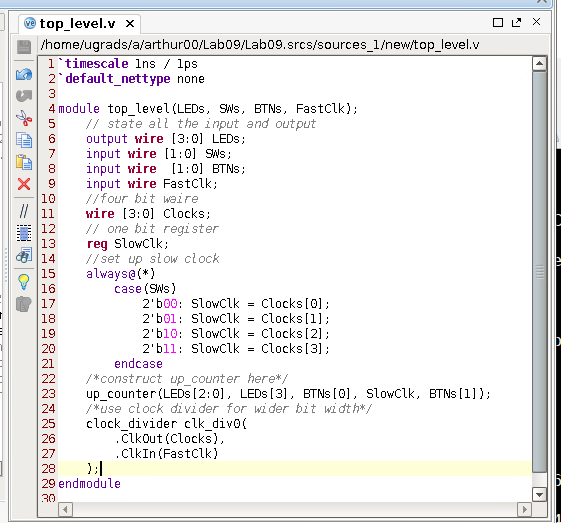 top_level.v
/home/ugrads/a/arthur00/Lab09/Lab09.srcs/sources_1/new/top_level.v
1 `timescale 1ns / 1ps
2 `default_nettype none
3
4 module top_level(LEDs, SWs, BTNs, FastClk);
5 // state all the input and output
6 output wire [3:0] LEDs;
7 input wire [1:0] SWs;
8 input wire  [1:0] BTNs;
9 input wire FastClk;
10 //four bit waire
11 wire [3:0] Clocks;
12 // one bit register
13 reg SlowClk;
14 //set up slow clock
15 always@(*)
16 case(SWs)
17 2'b00: SlowClk = Clocks[0];
18 2'b01: SlowClk = Clocks[1];
19 2'b10: SlowClk = Clocks[2];
20 2'b11: SlowClk = Clocks[3];
21 endcase
22 /*construct up_counter here*/
23 up_counter(LEDs[2:0], LEDs[3], BTNs[0], SlowClk, BTNs[1]);
24 /*use clock divider for wider bit width*/
25 clock_divider clk_div0(
26 .ClkOut(Clocks),
27 .ClkIn(FastClk)
28 );
29 endmodule
30